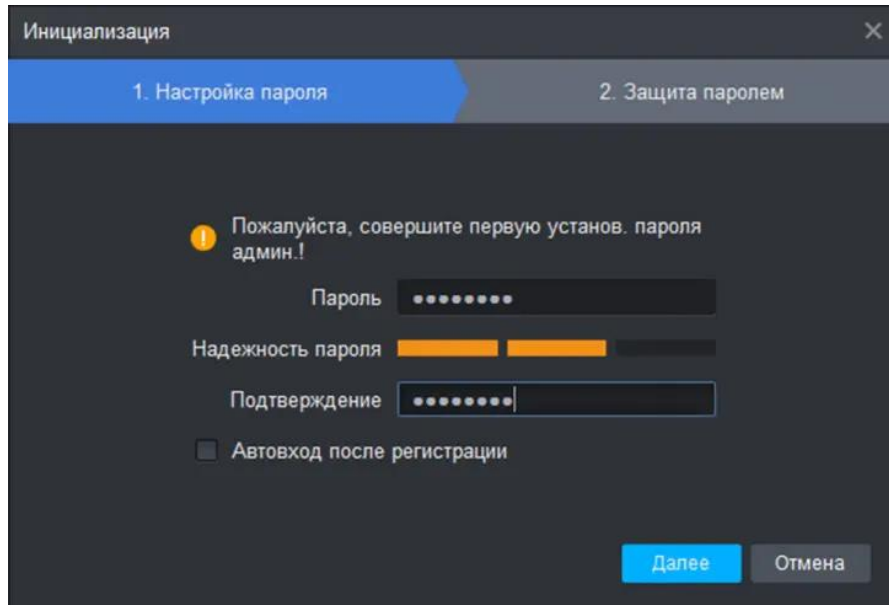 Инициализация
1. Настройка пароля
2. Защита паролем
Пожалуйста, совершите первую установ. пароля
админ.!
Пароль
Надежность пароля
Подтверждение
Автовход после регистрации
Далее
Отмена